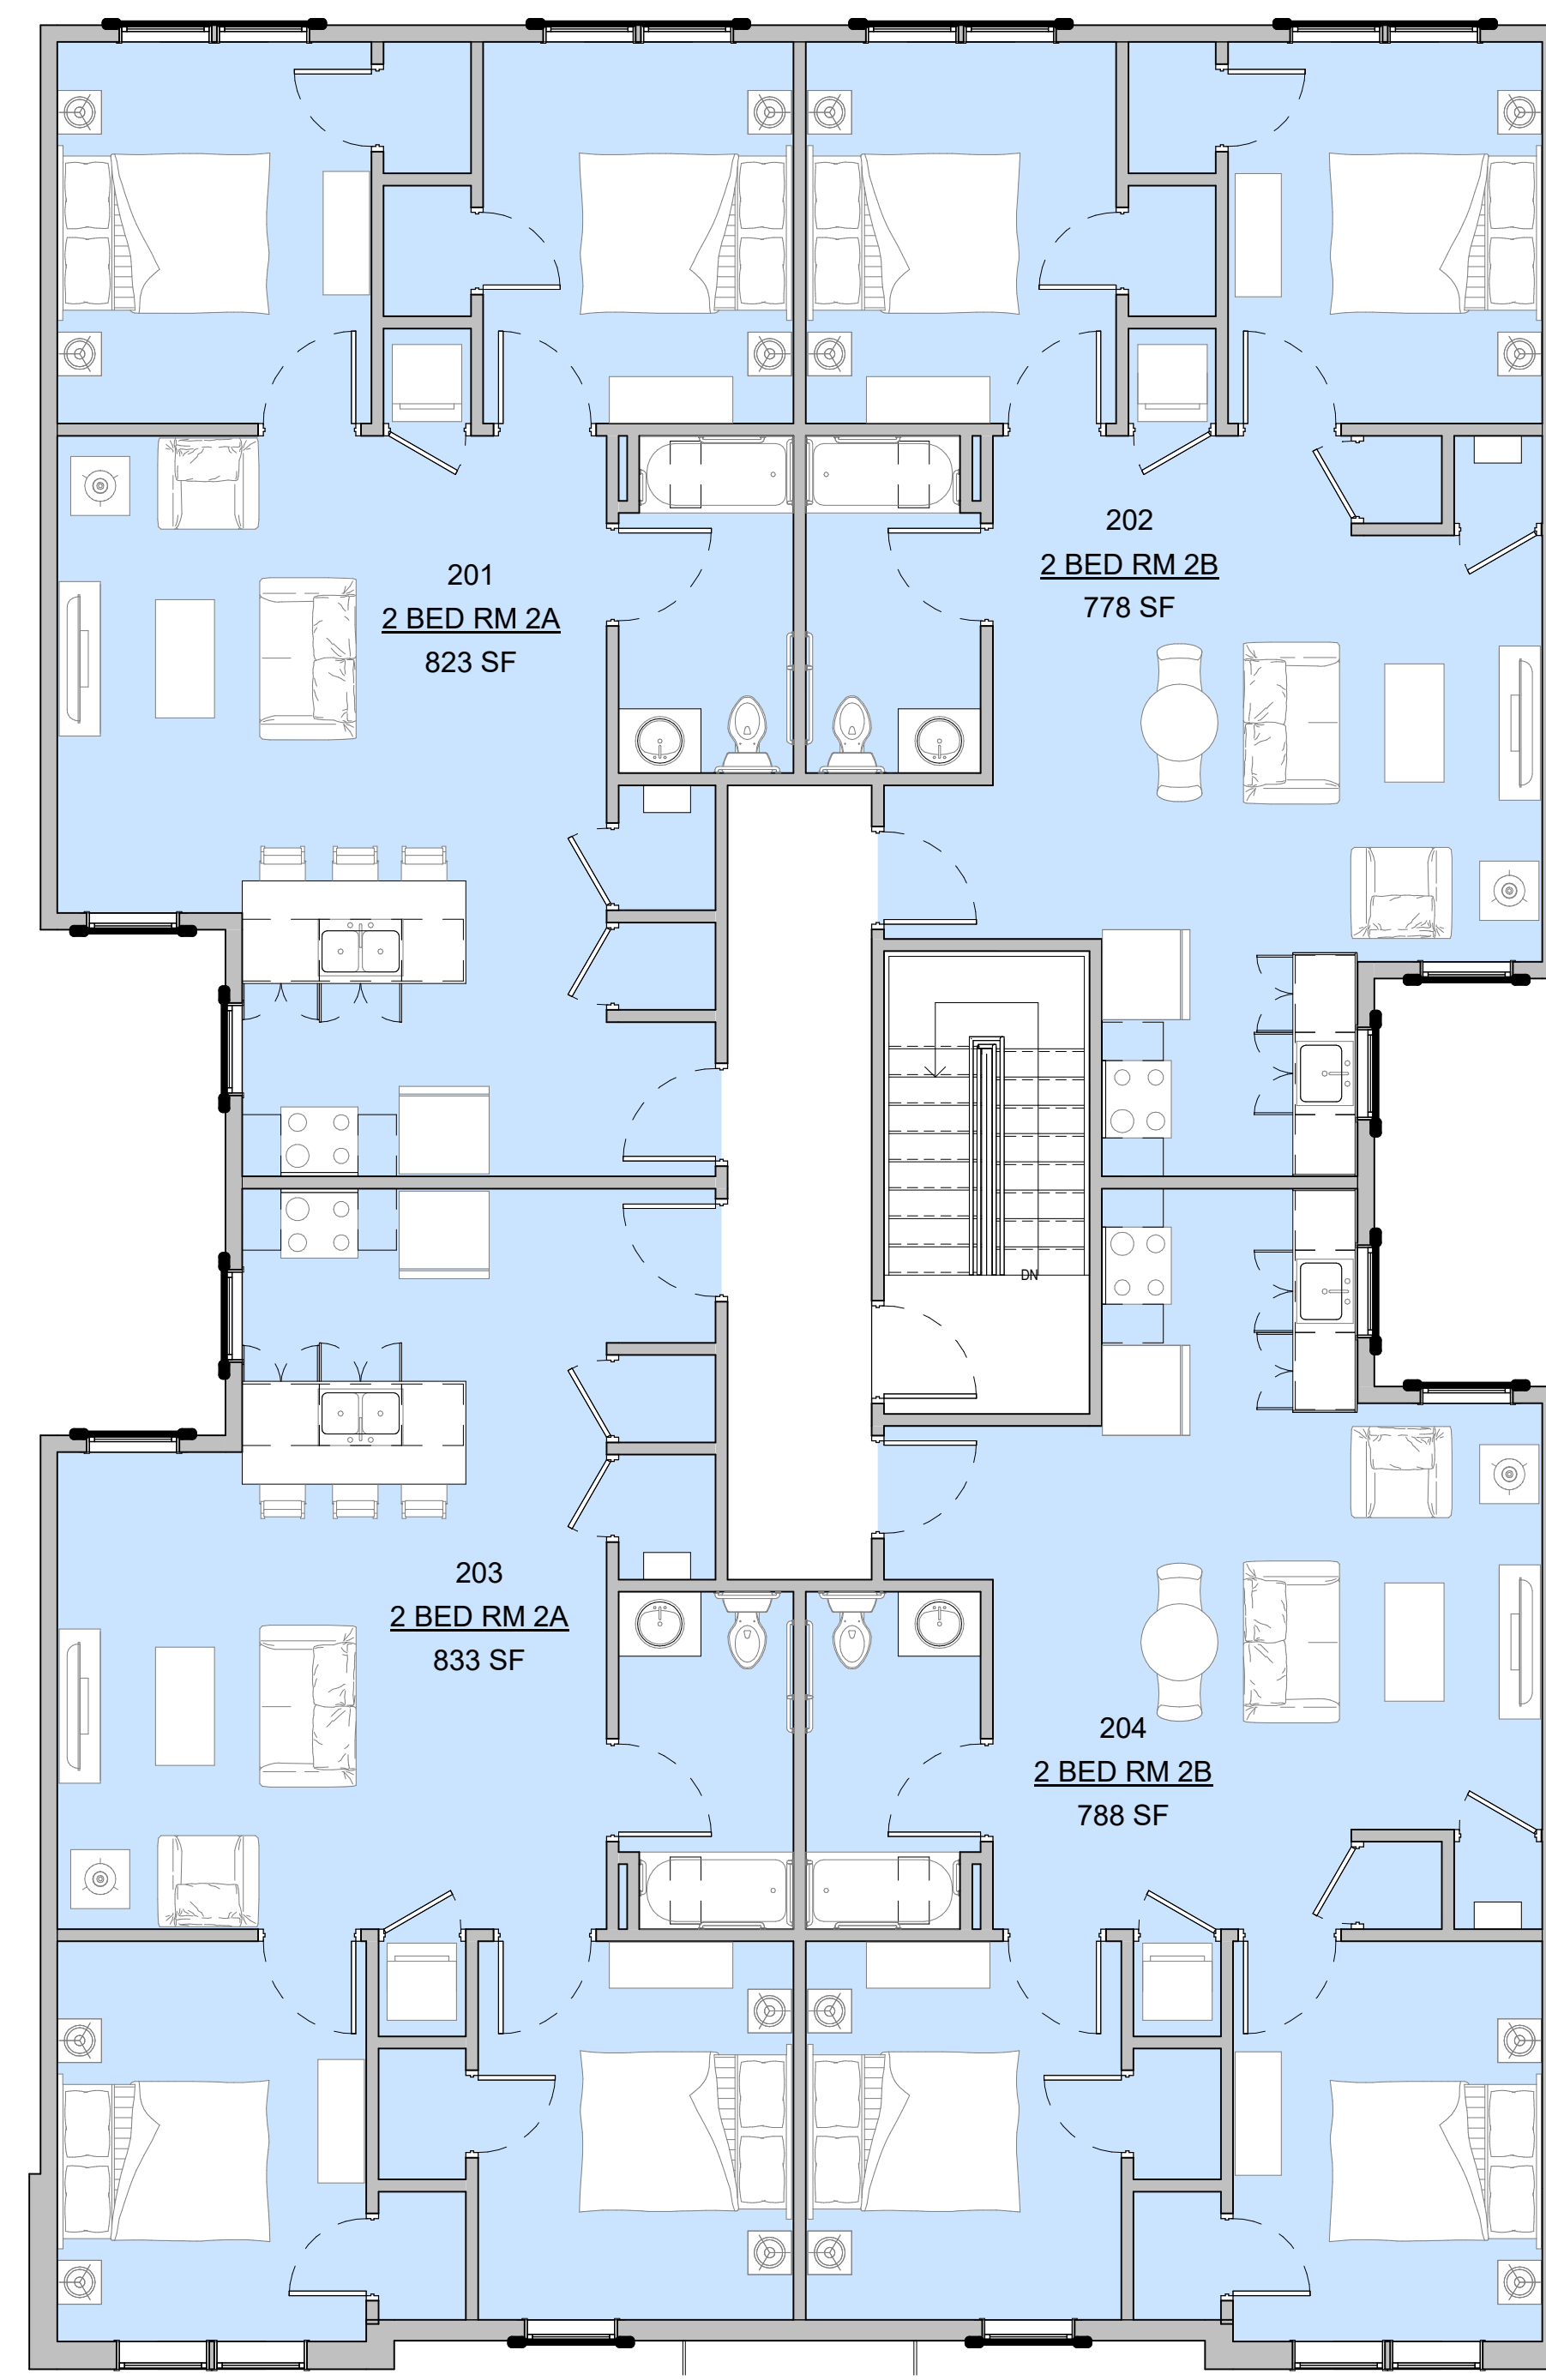 201
2 BED RM 2A
823 SF
202
2 BED RM 2B
778 SF
DN
203
2 BED RM 2A
833 SF
204
2 BED RM 2B
788 SF